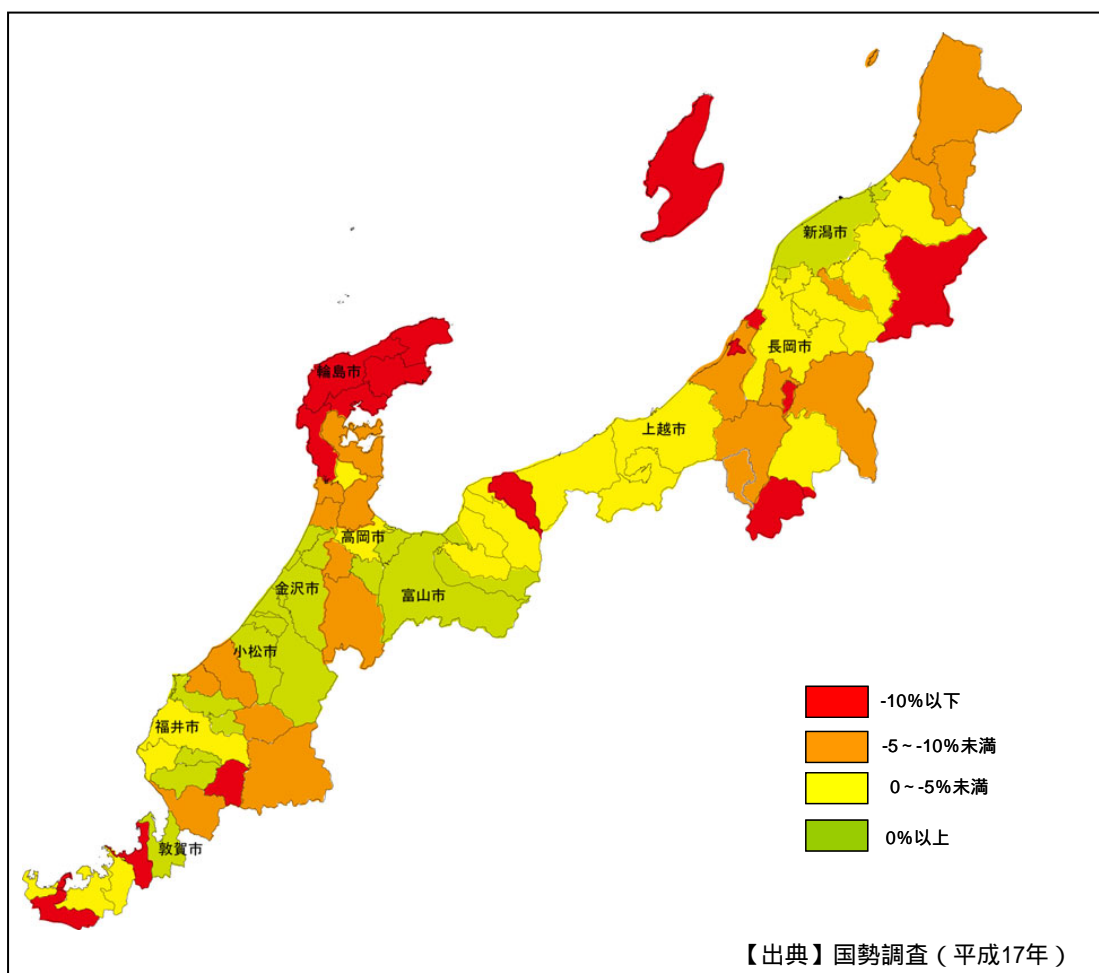 新潟市
長岡市
輪島市
上越市
高岡市
金沢市
富山市
小松市
福井市
敦賀市
-10%以下
-5~-10%未満
0~-5%未満
0%以上
【出典】国勢調査(平成17年)